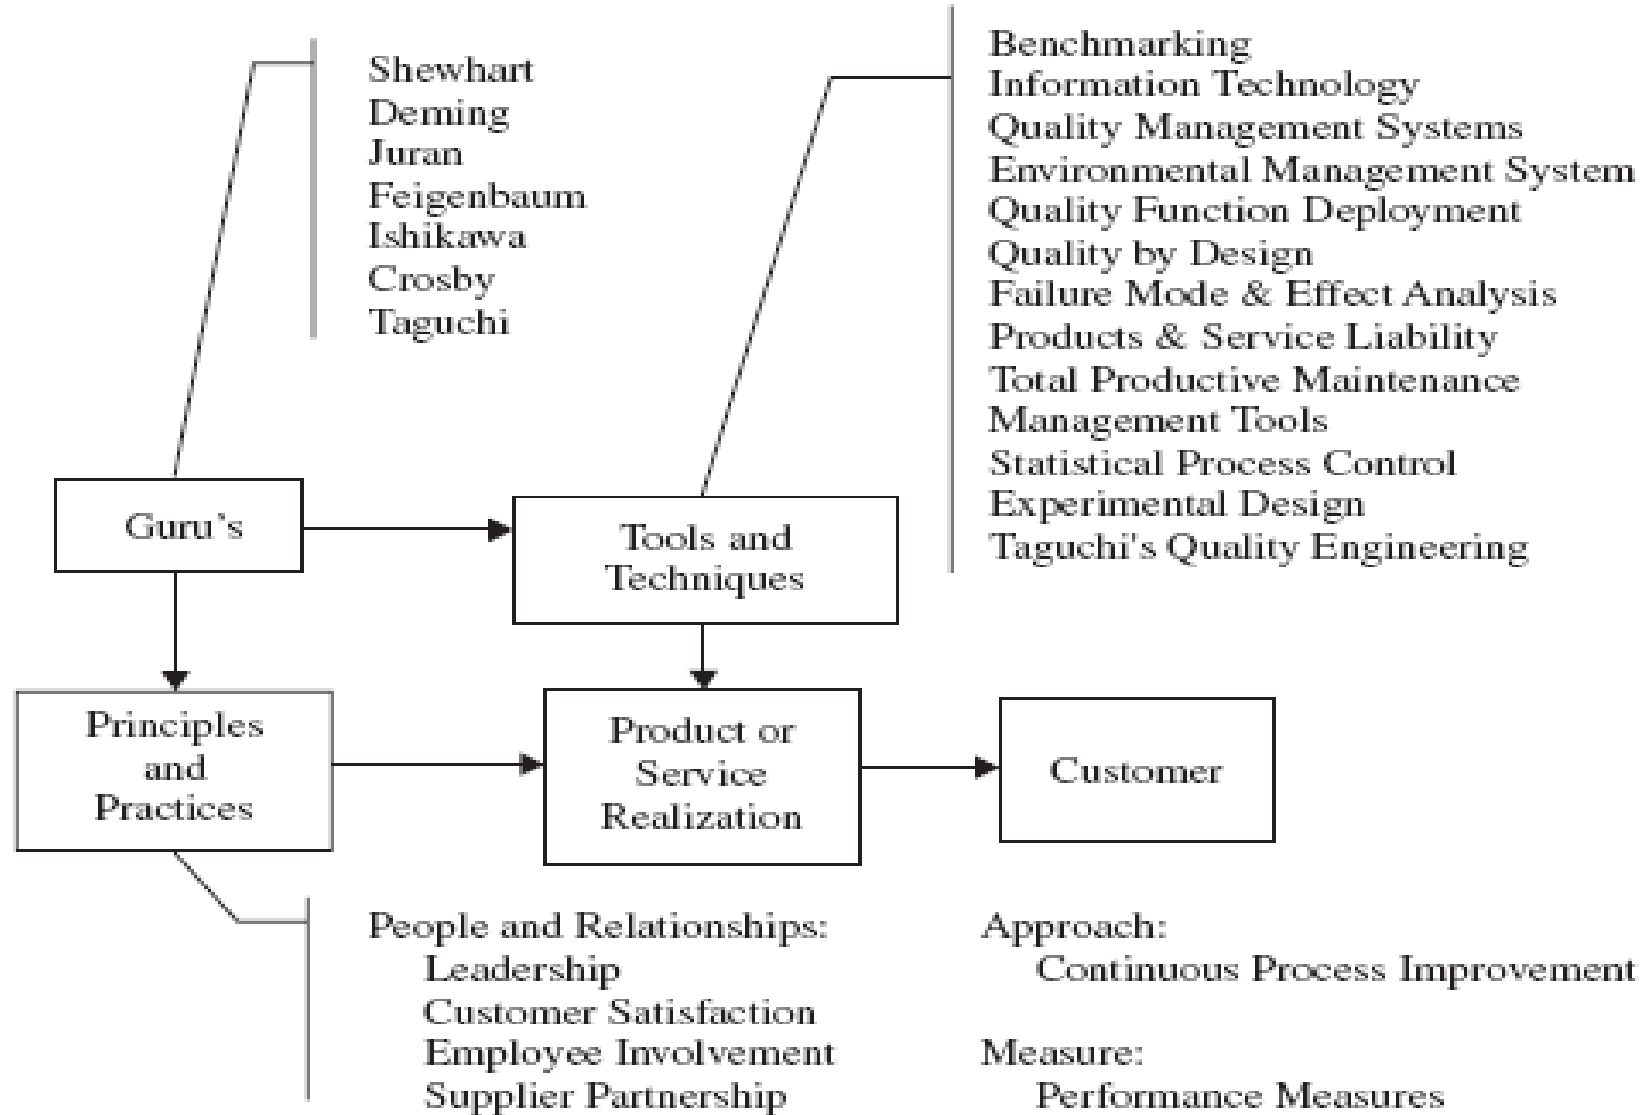 Shewhart
Deming
Juran
Feigenbaum
Ishikawa
Crosby
Taguchi
Benchmarking
Information Technology
Quality Management Systems
Environmental Management System
Quality Function Deployment
Quality by Design
Failure Mode & Effect Analysis
Products & Service Liability
Total Productive Maintenance
Management Tools
Statistical Process Control
Experimental Design
Taguchi's Quality Engineering
Guru's
Tools and
Techniques
Principles
and
Practices
Product or
Service
Realization
Customer
People and Relationships:
Leadership
Customer Satisfaction
Employee Involvement
Supplier Partnership
Approach:
Continuous Process Improvement
Measure:
Performance Measures